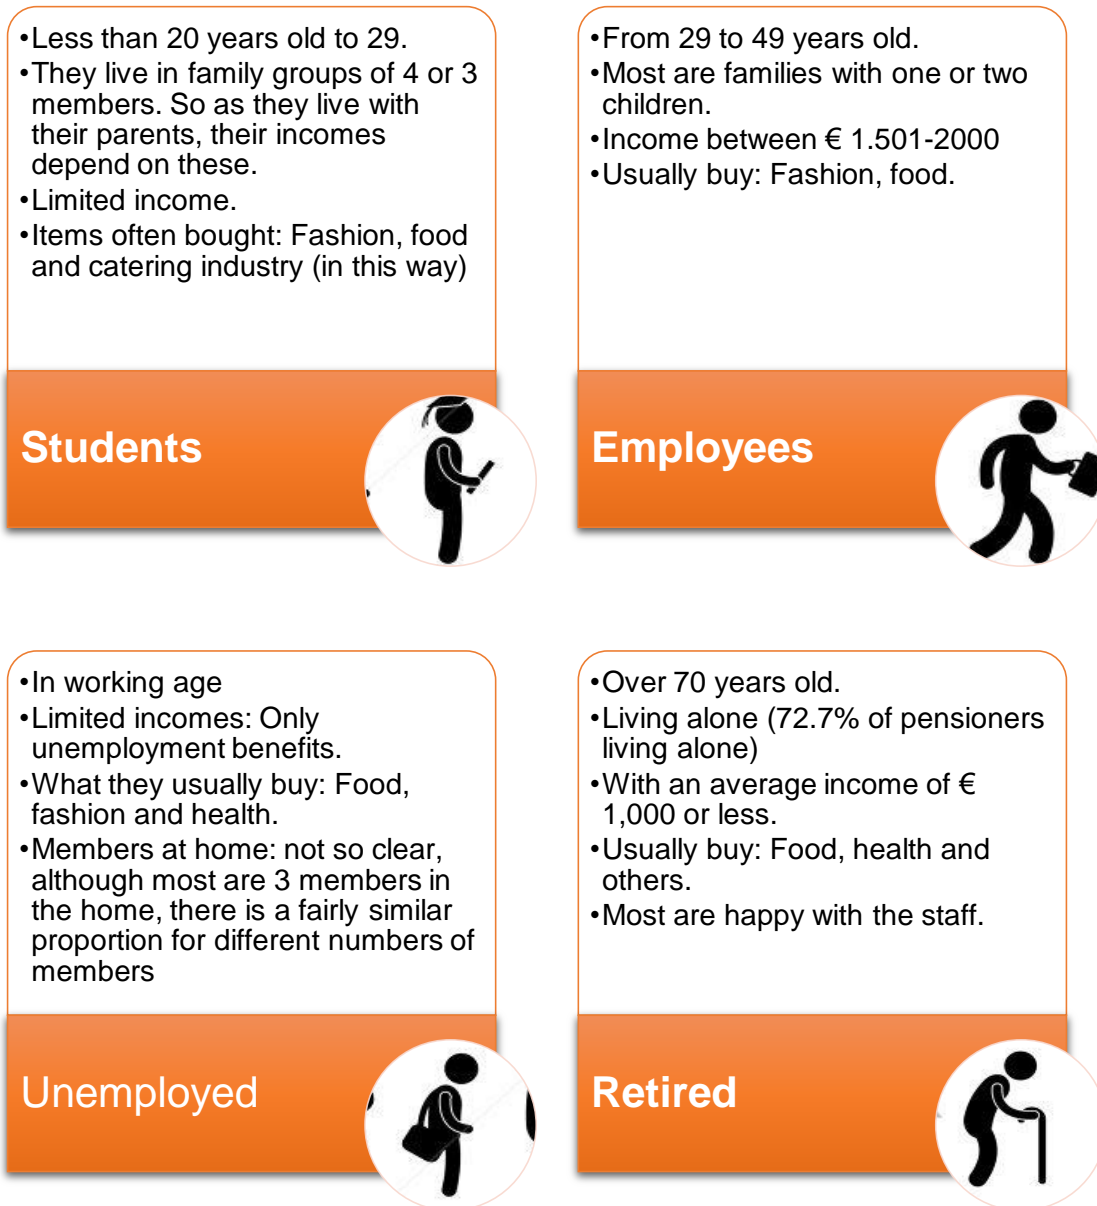 •Less than 20 years old to 29.
•They live in family groups of 4 or 3
members. So as they live with
their parents, their incomes
depend on these.
•Limited income.
•Items often bought: Fashion, food
and catering industry (in this way)
Students
•From 29 to 49 years old.
•Most are families with one or two
children.
•Income between € 1.501-2000
•Usually buy: Fashion, food.
Employees
•In working age
•Limited incomes: Only
unemployment benefits.
•What they usually buy: Food,
fashion and health.
•Members at home: not so clear,
although most are 3 members in
the home, there is a fairly similar
proportion for different numbers of
members
Unemployed
•Over 70 years old.
•Living alone (72.7% of pensioners
living alone)
•With an average income of €
1,000 or less.
•Usually buy: Food, health and
others.
•Most are happy with the staff.
Retired